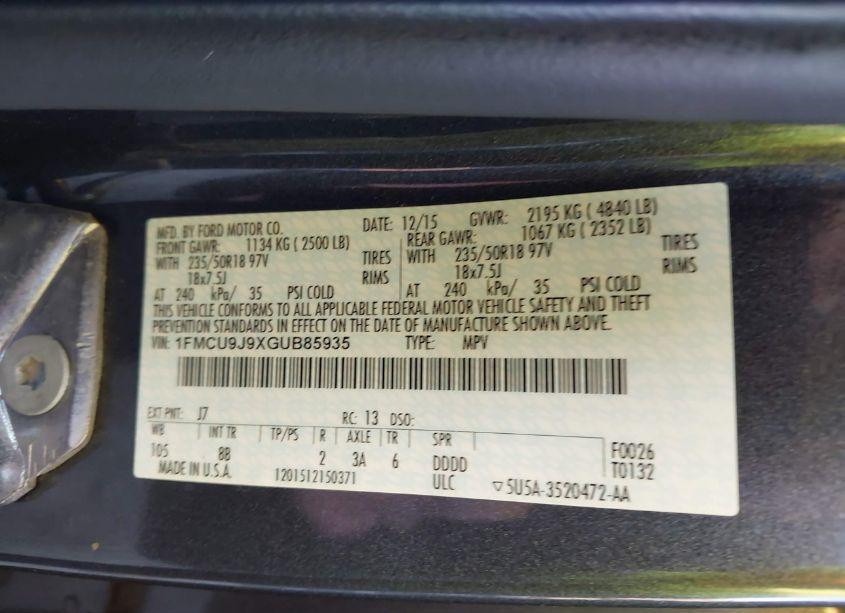 MFD. BY FORD MOTOR CO. DATE: 12/15 GVWR: 2195 KG ( 4840 LB)
FRONT GAWR: 1134 KG ( 2500 LB) REAR GAWR: 1067 KG ( 2352 LB)
WITH 235/50R18 97V TIRES WITH 235/50R18 97V TIRES
18x7.5J RIMS 18x7.5J RIMS
AT 240 kPa/ 35 PSI COLD AT 240 kPa/ 35 PSI COLD
THIS VEHICLE CONFORMS TO ALL APPLICABLE FEDERAL MOTOR VEHICLE SAFETY AND THEFT
PREVENTION STANDARDS IN EFFECT ON THE DATE OF MANUFACTURE SHOWN ABOVE.
VIN: 1FMCU9J9XGUB85935 TYPE: MPV
EXT PNT: J7 RC: 13 DSO:
WB INT TR TP/PS R AXLE TR SPR F0026
105 8B 2 3A 6 DDDD T0132
MADE IN U.S.A. 1201512150371 ULC ▽5U5A-3520472-AA